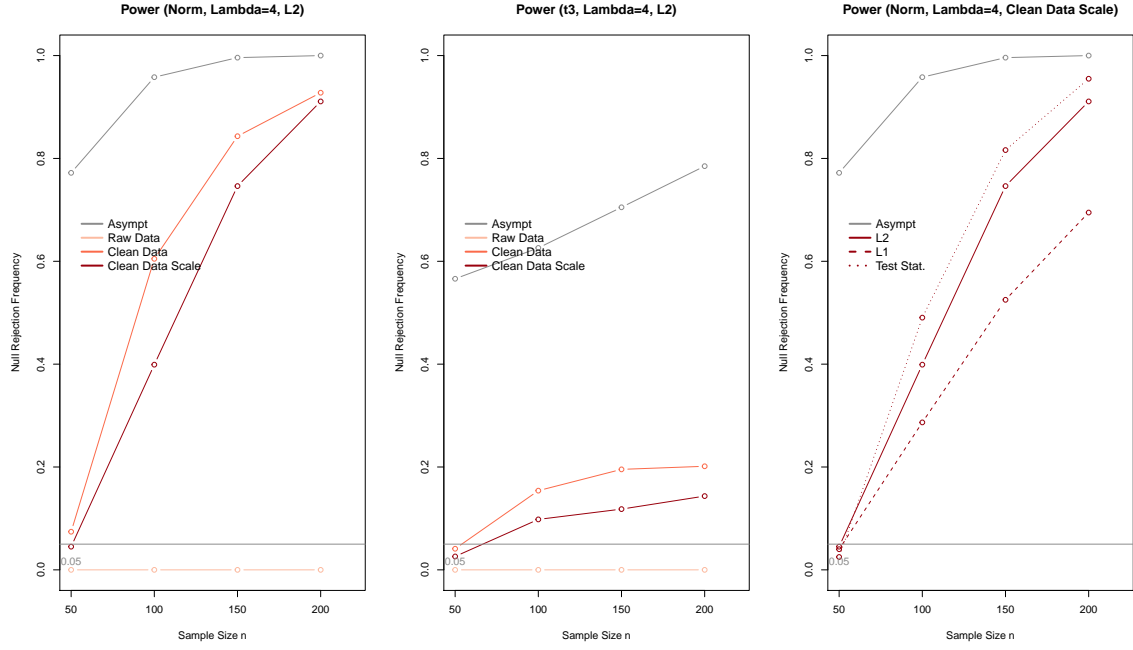 Power (Norm, Lambda=4, L2)
Null Rejection Frequency
1.0
0.8
0.6
0.4
0.2
0.0
Asympt
Raw Data
Clean Data
Clean Data Scale
0.05
50 100 150 200
Sample Size n
Power (t3, Lambda=4, L2)
Null Rejection Frequency
1.0
0.8
0.6
0.4
0.2
0.0
Asympt
Raw Data
Clean Data
Clean Data Scale
0.05
50 100 150 200
Sample Size n
Power (Norm, Lambda=4, Clean Data Scale)
Null Rejection Frequency
1.0
0.8
0.6
0.4
0.2
0.0
Asympt
L2
L1
Test Stat.
0.05
50 100 150 200
Sample Size n